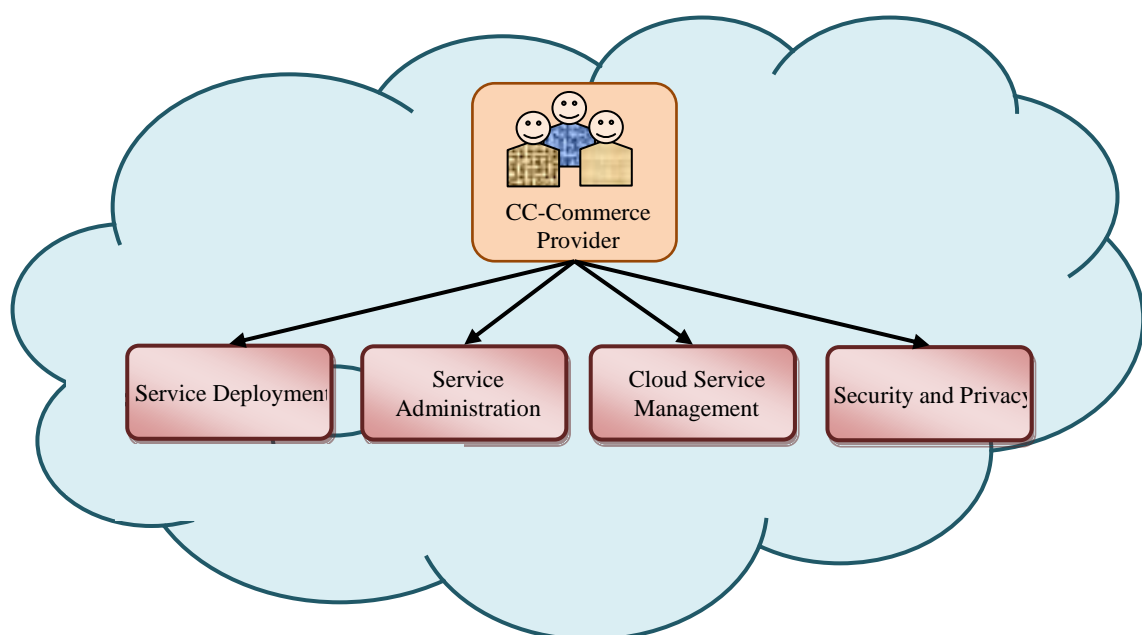 CC-Commerce
Provider
Service Deployment
Service
Administration
Cloud Service
Management
Security and Privacy